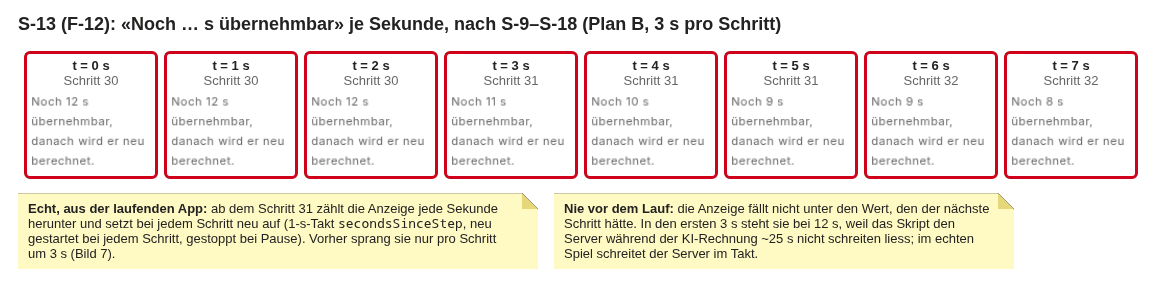 S-13 (F-12): «Noch … s übernehmbar» je Sekunde, nach S-9–S-18 (Plan B, 3 s pro Schritt)
t = 0 s
Schritt 30
Noch 12 s
übernehmbar,
danach wird er neu
berechnet.
t = 1 s
Schritt 30
Noch 12 s
übernehmbar,
danach wird er neu
berechnet.
t = 2 s
Schritt 30
Noch 12 s
übernehmbar,
danach wird er neu
berechnet.
t = 3 s
Schritt 31
Noch 11 s
übernehmbar,
danach wird er neu
berechnet.
t = 4 s
Schritt 31
Noch 10 s
übernehmbar,
danach wird er neu
berechnet.
t = 5 s
Schritt 31
Noch 9 s
übernehmbar,
danach wird er neu
berechnet.
t = 6 s
Schritt 32
Noch 9 s
übernehmbar,
danach wird er neu
berechnet.
t = 7 s
Schritt 32
Noch 8 s
übernehmbar,
danach wird er neu
berechnet.
Echt, aus der laufenden App: ab dem Schritt 31 zählt die Anzeige jede Sekunde
herunter und setzt bei jedem Schritt neu auf (1-s-Takt secondsSinceStep, neu
gestartet bei jedem Schritt, gestoppt bei Pause). Vorher sprang sie nur pro Schritt
um 3 s (Bild 7).
Nie vor dem Lauf: die Anzeige fällt nicht unter den Wert, den der nächste
Schritt hätte. In den ersten 3 s steht sie bei 12 s, weil das Skript den
Server während der KI-Rechnung ~25 s nicht schreiten liess; im echten
Spiel schreitet der Server im Takt.